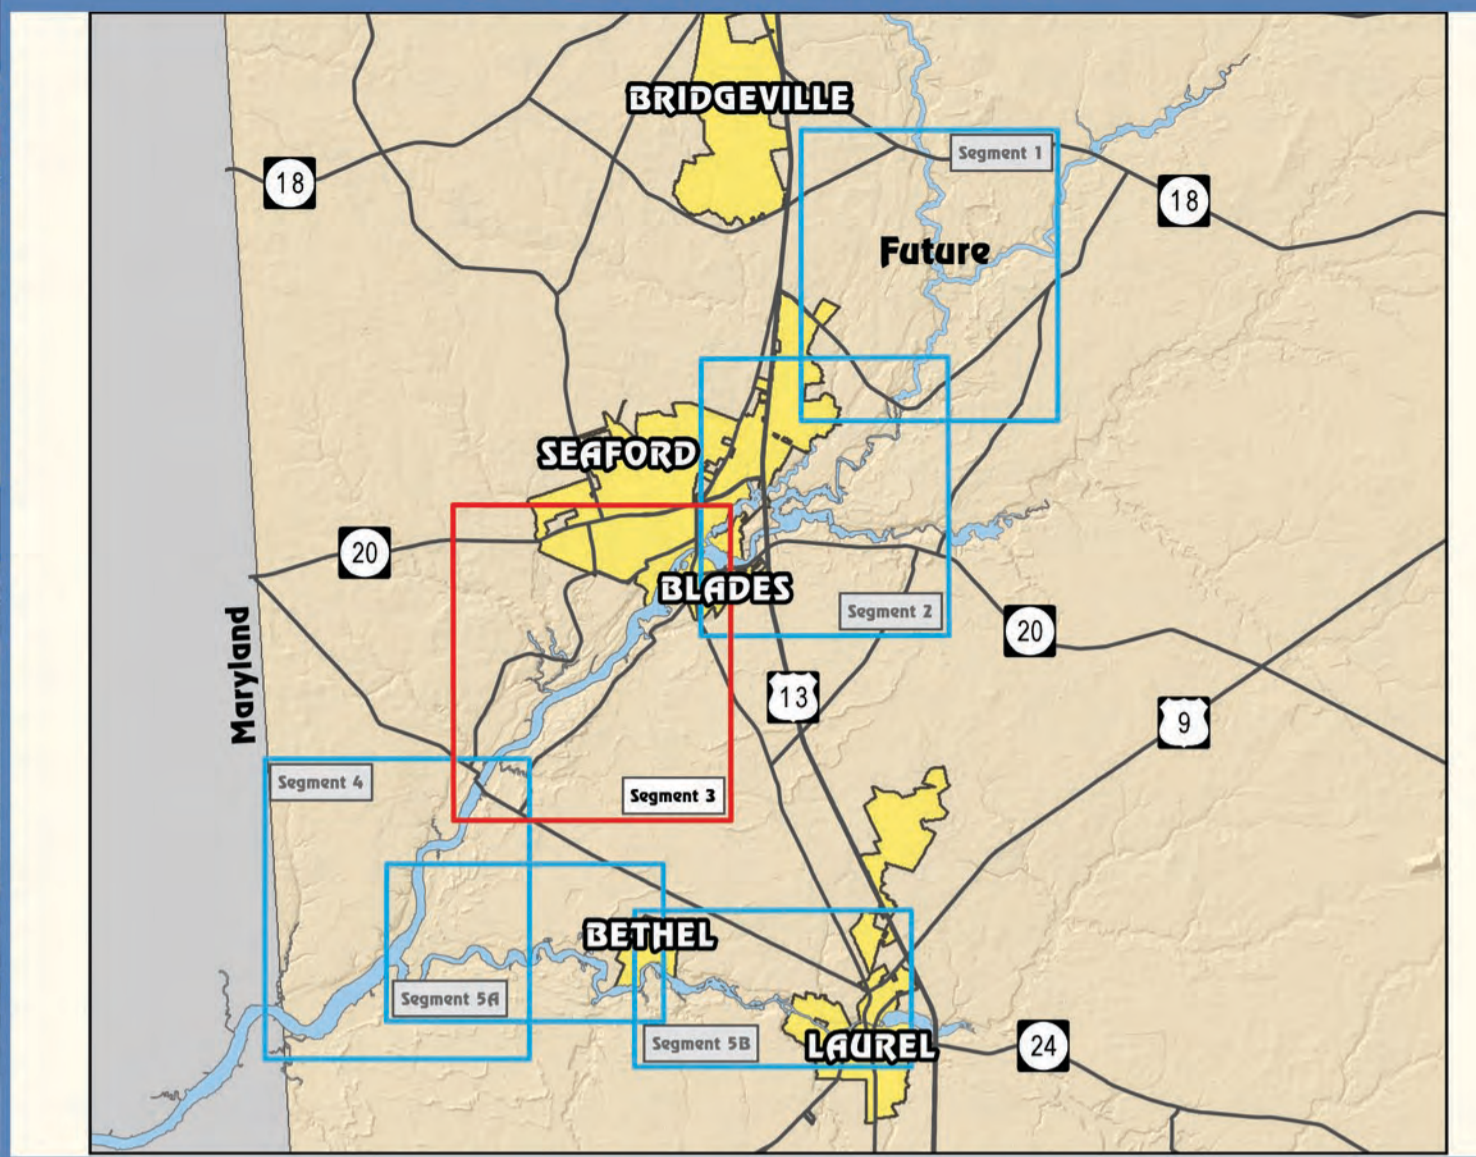 BRIDGEVILLE
Segment 1
18
18
Future
SEAFORD
20
BLADES
Segment 2
20
Maryland
13
9
Segment 4
Segment 3
BETHEL
Segment 5A
Segment 5B
LAUREL
24